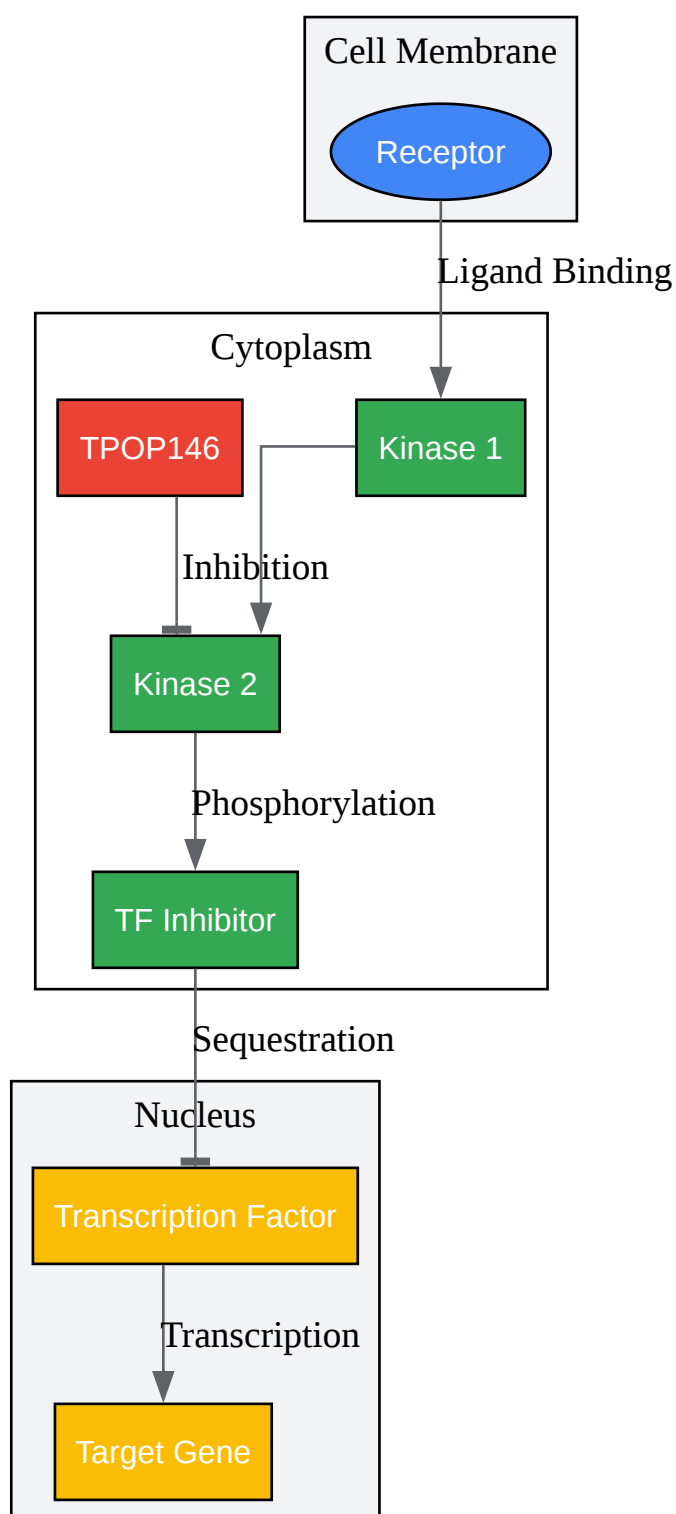 Cell Membrane
Receptor
Ligand Binding
Cytoplasm
TPOP146
Kinase 1
Inhibition
Kinase 2
Phosphorylation
TF Inhibitor
Sequestration
Nucleus
Transcription Factor
Transcription
Target Gene